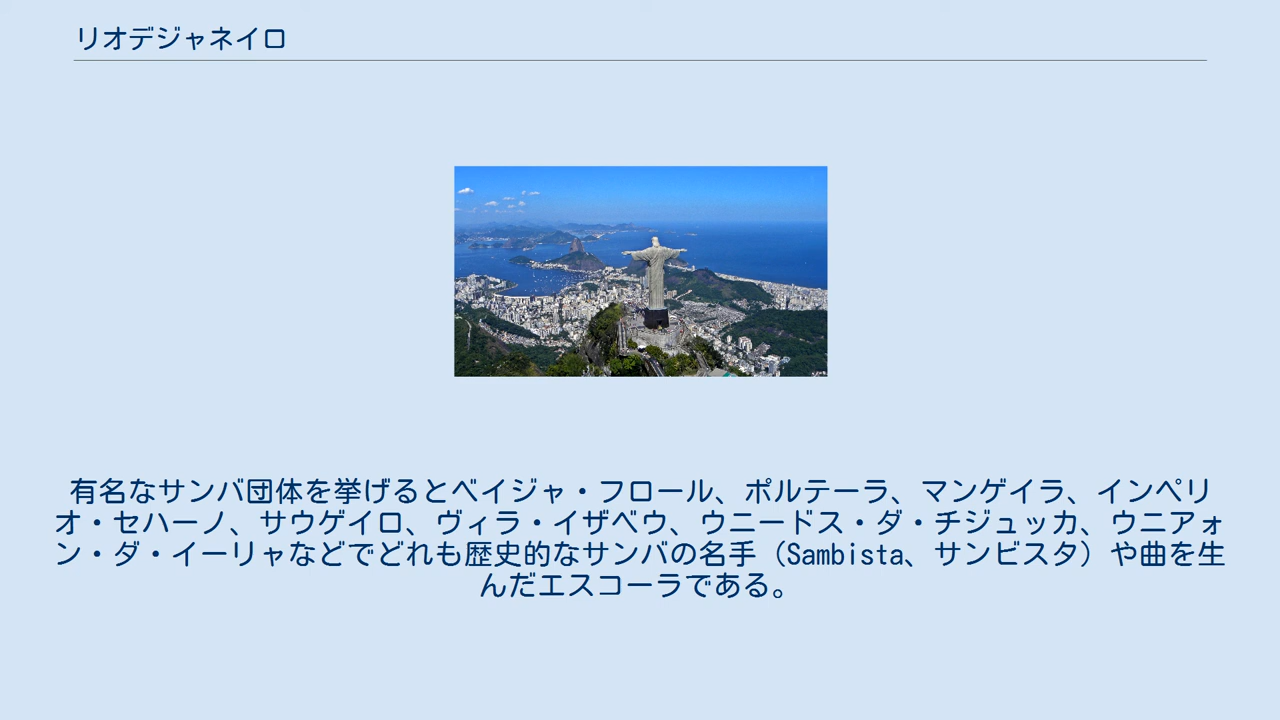 リオデジャネイロ
有名なサンバ団体を挙げるとベイジャ・フロール、ポルテーラ、マンゲイラ、インペリ
オ・セハーノ、サウゲイロ、ヴィラ・イザベウ、ウニードス・ダ・チジュッカ、ウニアォ
ン・ダ・イーリャなどでどれも歴史的なサンバの名手（Sambista、サンビスタ）や曲を生
んだエスコーラである。